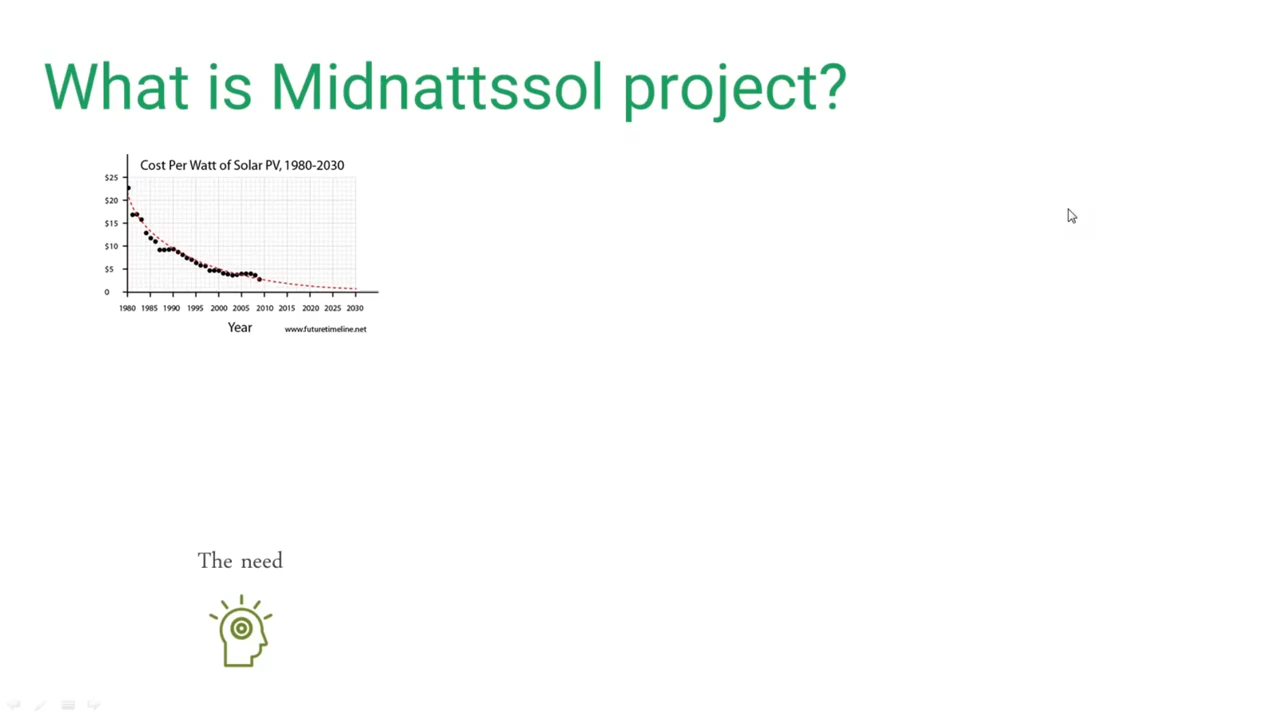 What is Midnattssol project?
Cost Per Watt of Solar PV, 1980-2030
$25
$20
$15
$10
$5
0
1980 1985 1990 1995 2000 2005 2010 2015 2020 2025 2030
Year
www.futuretimeline.net
The need